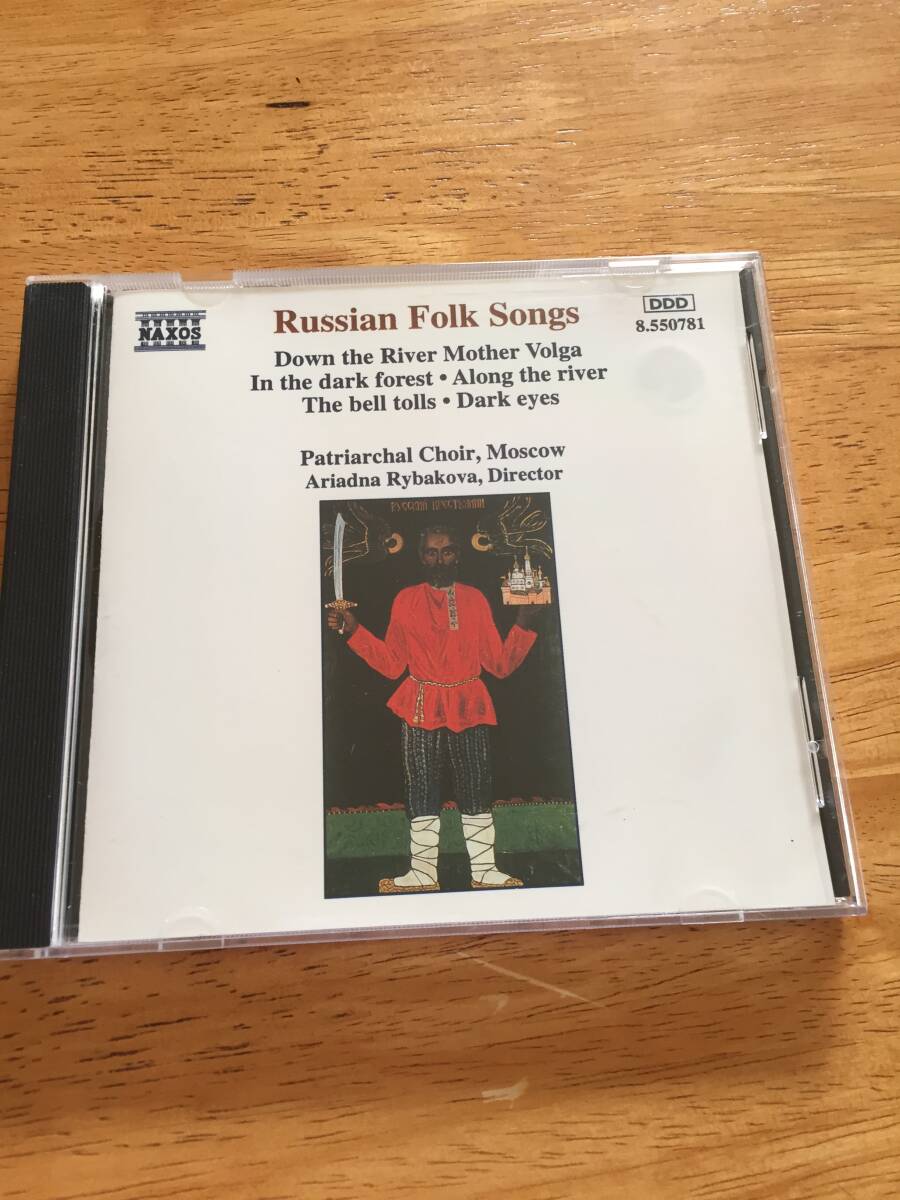 NAXOS
Russian Folk Songs
DDD
8.550781
Down the River Mother Volga
In the dark forest • Along the river
The bell tolls • Dark eyes
Patriarchal Choir, Moscow
Ariadna Rybakova, Director